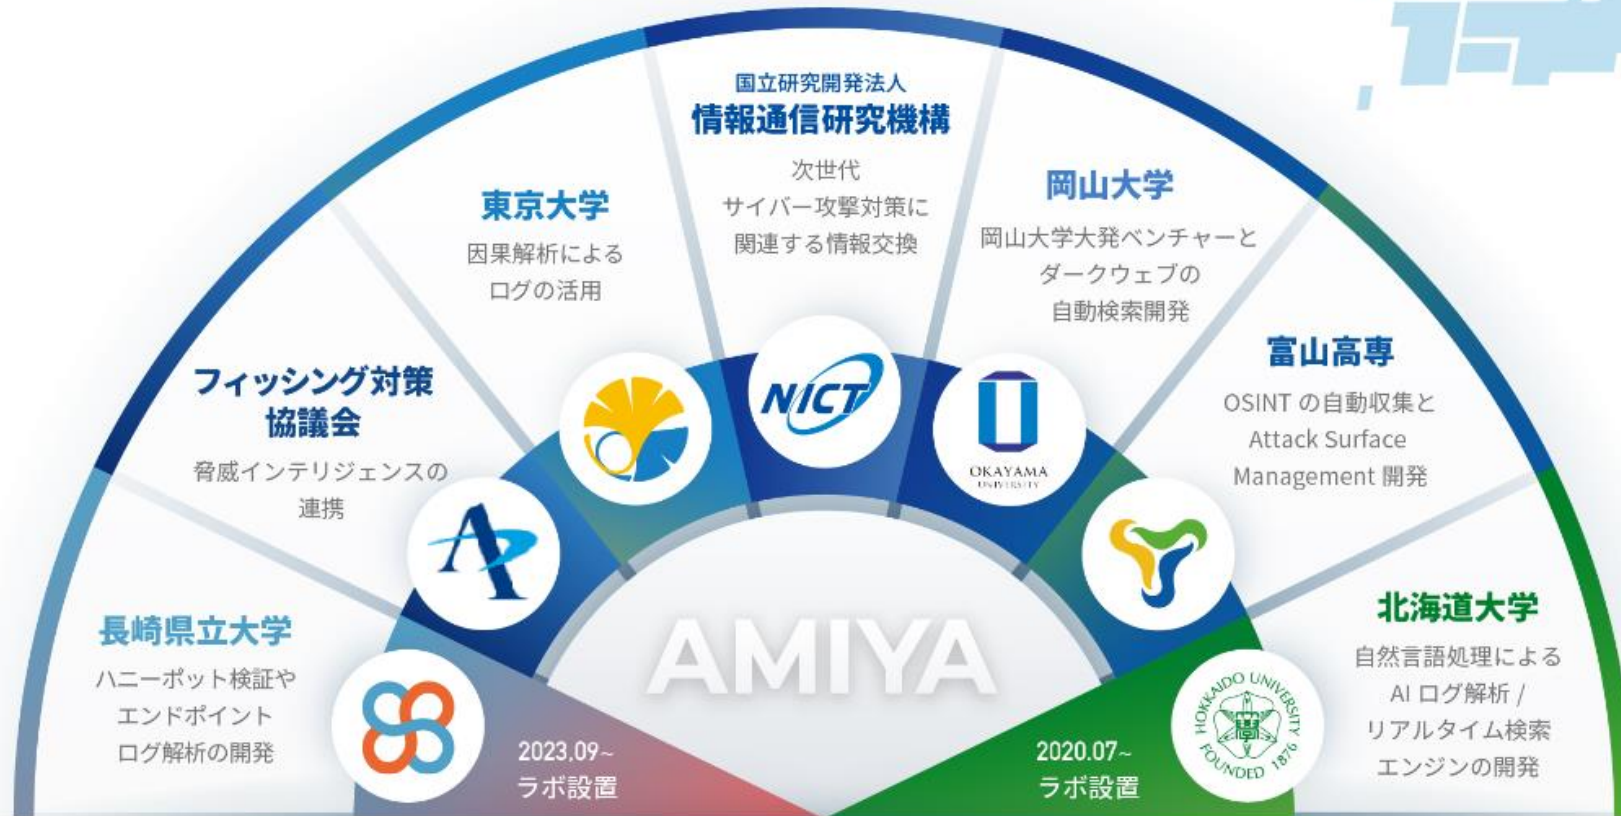 国立研究開発法人
情報通信研究機構
次世代
サイバー攻撃対策に
関連する情報交換
東京大学
因果解析による
ログの活用
岡山大学
岡山大学大発ベンチャーと
ダークウェブの
自動検索開発
フィッシング対策
協議会
脅威インテリジェンスの
連携
富山高専
OSINT の自動収集と
Attack Surface
Management 開発
長崎県立大学
ハニーポット検証や
エンドポイント
ログ解析の開発
北海道大学
自然言語処理による
AI ログ解析 /
リアルタイム検索
エンジンの開発
NICT
OKAYAMA
UNIVERSITY
HOKKAIDO UNIVERSITY
FOUNDED 1876
AMIYA
2023.09~
ラボ設置
2020.07~
ラボ設置